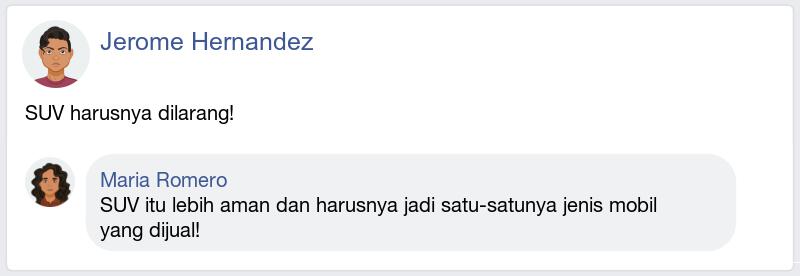 Jerome Hernandez
SUV harusnya dilarang!
Maria Romero
SUV itu lebih aman dan harusnya jadi satu-satunya jenis mobil
yang dijual!